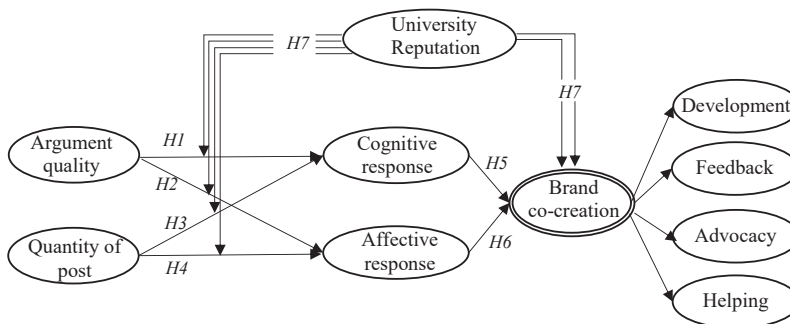 University
Reputation
H7
H7
Development
Argument
quality
H1
Cognitive
response
H5
H2
Brand
co-creation
Feedback
H3
Quantity of
post
H4
Affective
response
H6
Advocacy
Helping